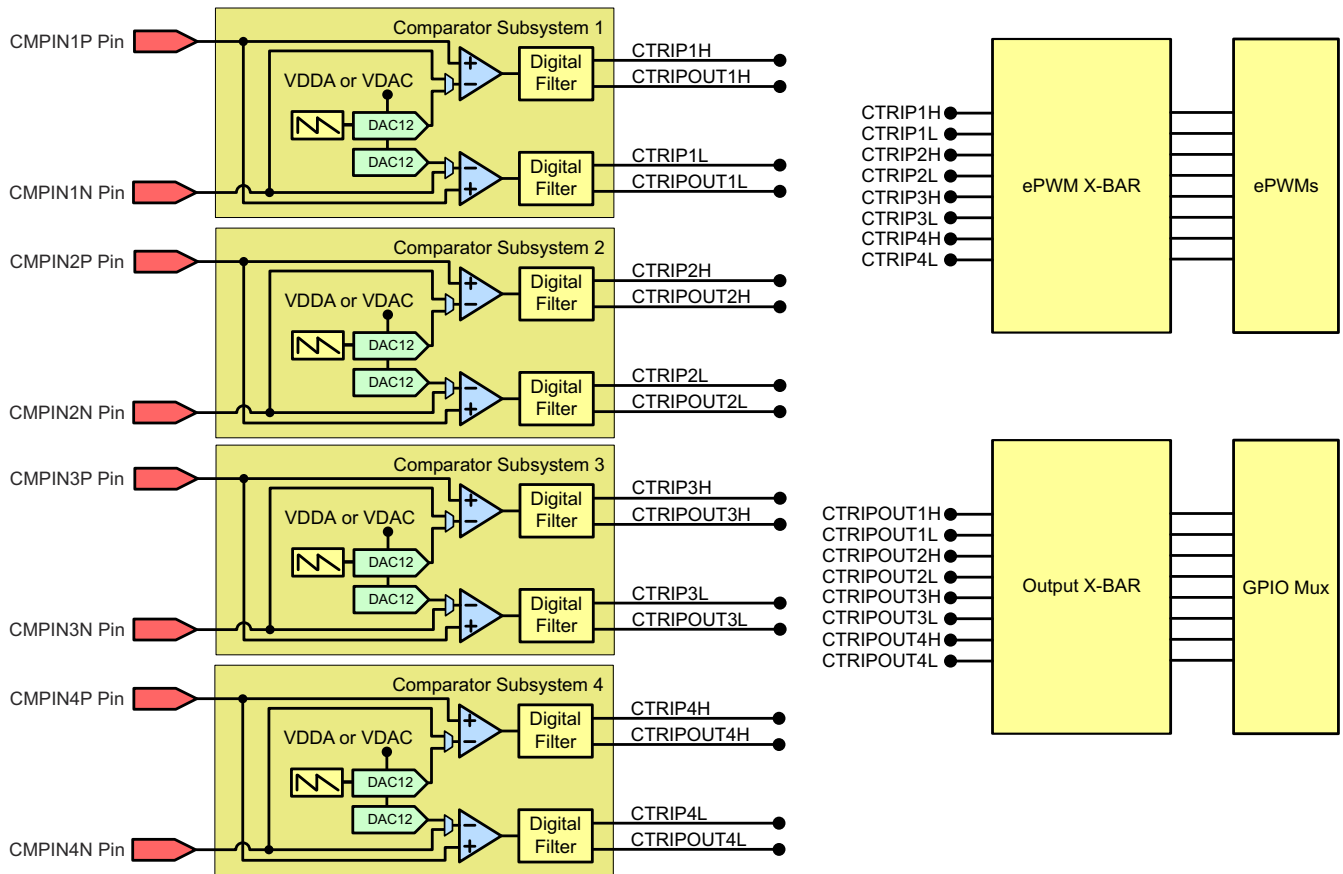 Comparator Subsystem 1
CMPIN1P Pin
CTRIP1H
CTRIPOUT1H
Digital
Filter
VDDA or VDAC
DAC12
DAC12
CTRIP1L
CTRIPOUT1L
Digital
Filter
CMPIN1N Pin
Comparator Subsystem 2
CMPIN2P Pin
CTRIP2H
CTRIPOUT2H
Digital
Filter
VDDA or VDAC
DAC12
DAC12
CTRIP2L
CTRIPOUT2L
Digital
Filter
CMPIN2N Pin
Comparator Subsystem 3
CMPIN3P Pin
CTRIP3H
CTRIPOUT3H
Digital
Filter
VDDA or VDAC
DAC12
DAC12
CTRIP3L
CTRIPOUT3L
Digital
Filter
CMPIN3N Pin
Comparator Subsystem 4
CMPIN4P Pin
CTRIP4H
CTRIPOUT4H
Digital
Filter
VDDA or VDAC
DAC12
DAC12
CTRIP4L
CTRIPOUT4L
Digital
Filter
CMPIN4N Pin
CTRIP1H
CTRIP1L
CTRIP2H
CTRIP2L
CTRIP3H
CTRIP3L
CTRIP4H
CTRIP4L
ePWM X-BAR
ePWMs
CTRIPOUT1H
CTRIPOUT1L
CTRIPOUT2H
CTRIPOUT2L
CTRIPOUT3H
CTRIPOUT3L
CTRIPOUT4H
CTRIPOUT4L
Output X-BAR
GPIO Mux